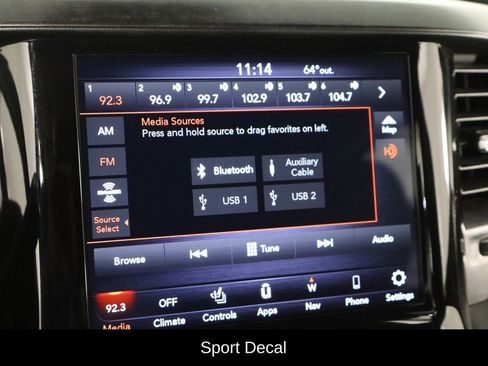 11:14 64° out.
1 2 3 4 5 6
92.3 96.9 99.7 102.9 103.7 104.7
AM
Media Sources
Press and hold source to drag favorites on left.
Map
FM
Bluetooth
Auxiliary
Cable
USB 1
USB 2
Source
Select
Browse Tune Audio
92.3 OFF W
Media Climate Controls Apps Nav Phone Settings
Sport Decal